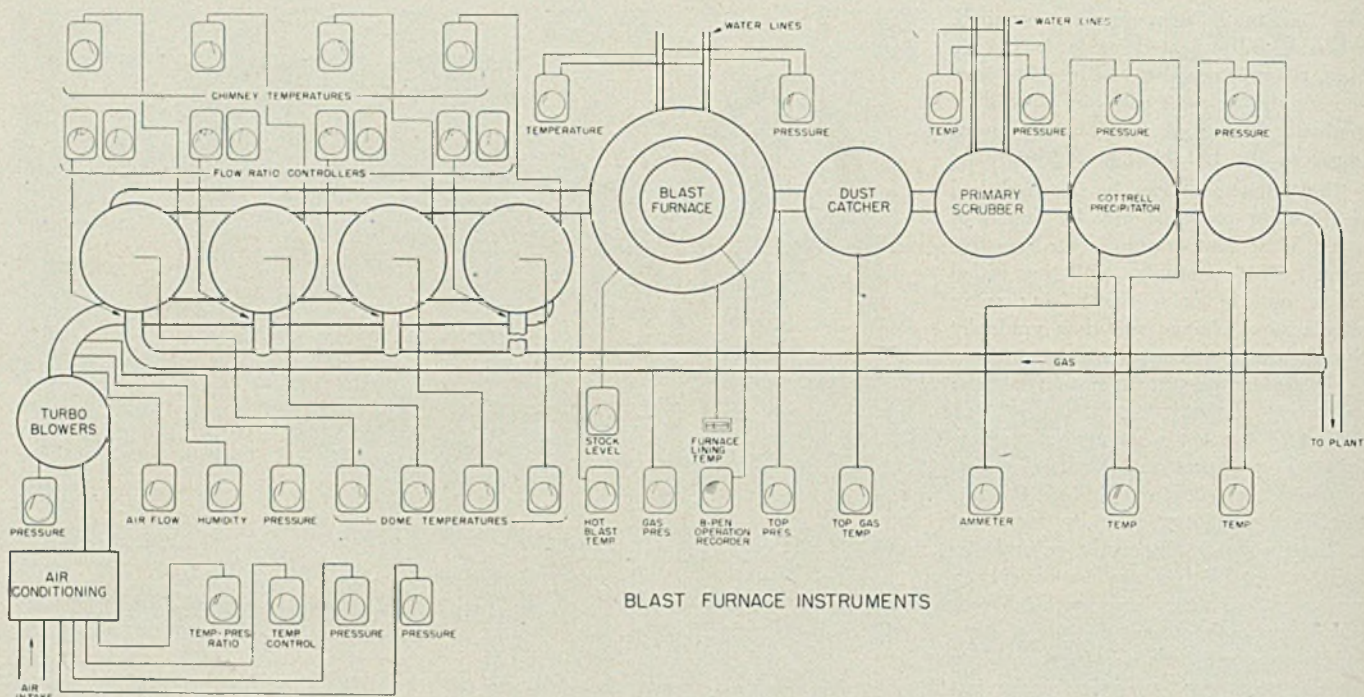 WATER LINES
WATER LINES
CHIMNEY TEMPERATURES
TEMPERATURE
PRESSURE
TEMP
PRESSURE
PRESSURE
PRESSURE
FLOW RATIO CONTROLLERS
BLAST
FURNACE
DUST
CATCHER
PRIMARY
SCRUBBER
COTTRELL
PRECIPITATOR
GAS
TURBO
BLOWERS
STOCK
LEVEL
FURNACE
LINING
TEMP
TO PLANT
PRESSURE
AIR FLOW
HUMIDITY
PRESSURE
DOME TEMPERATURES
HOT
BLAST
TEMP
GAS
PRES.
8-PEN
OPERATION
RECORDER
TOP
PRES.
TOP GAS
TEMP
AMMETER
TEMP
TEMP
AIR
CONDITIONING
TEMP-PRES.
RATIO
TEMP
CONTROL
PRESSURE
PRESSURE
BLAST FURNACE INSTRUMENTS
AIR
INTAKE